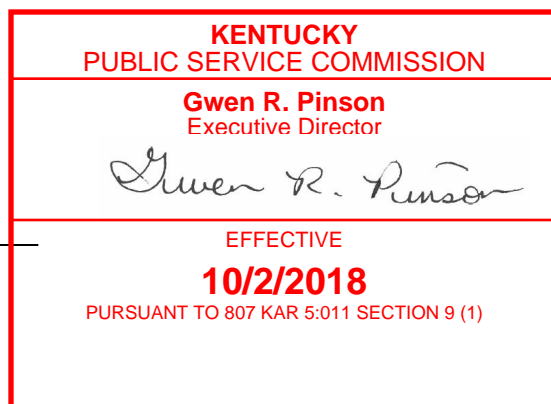 KENTUCKY
PUBLIC SERVICE COMMISSION
Gwen R. Pinson
Executive Director
Gwen R. Pinson
EFFECTIVE
10/2/2018
PURSUANT TO 807 KAR 5:011 SECTION 9 (1)